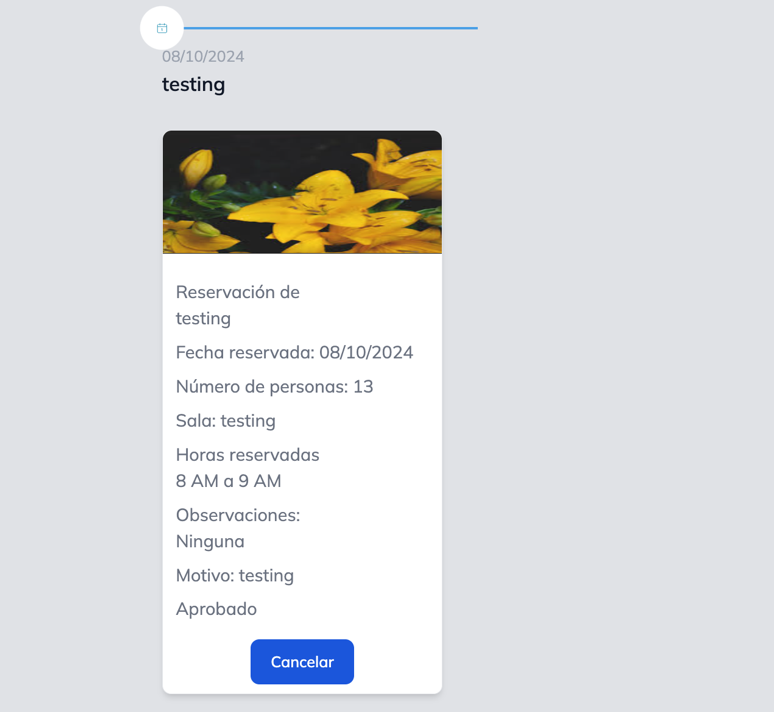 08/10/2024
testing
Reservación de
testing
Fecha reservada: 08/10/2024
Número de personas: 13
Sala: testing
Horas reservadas
8 AM a 9 AM
Observaciones:
Ninguna
Motivo: testing
Aprobado
Cancelar